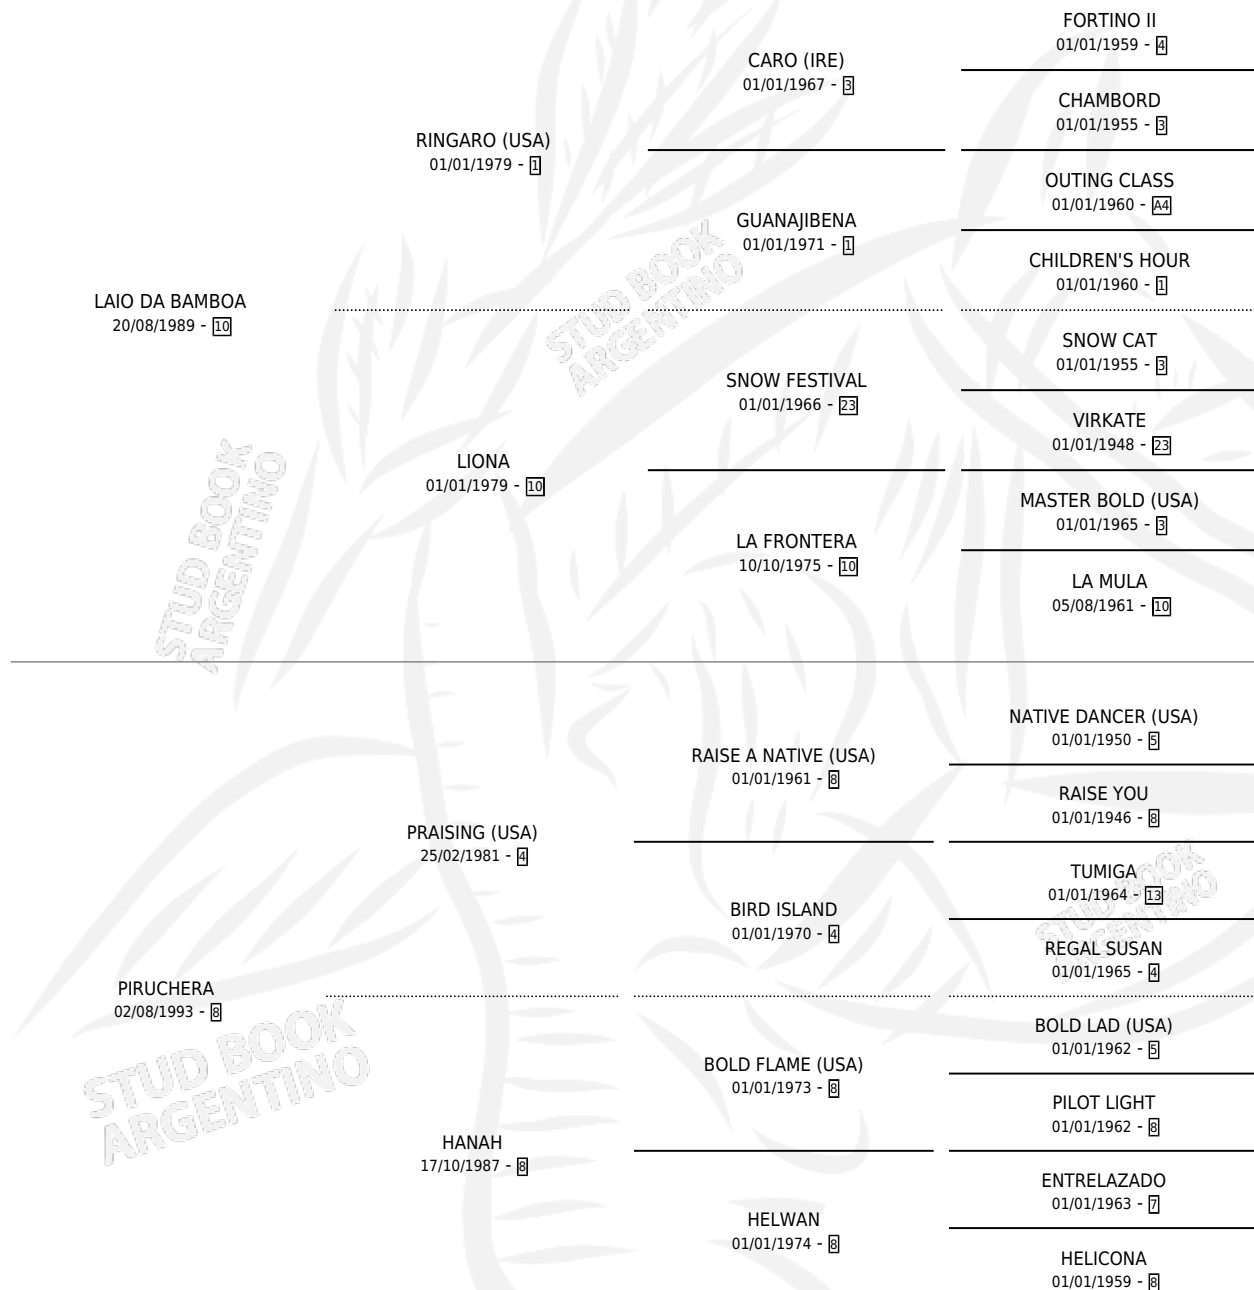 FORTINO II
01/01/1959 - 4
CARO (IRE)
01/01/1967 - 3
CHAMBORD
01/01/1955 - 3
RINGARO (USA)
01/01/1979 - 1
OUTING CLASS
01/01/1960 - A4
GUANAJIBENA
01/01/1971 - 1
CHILDREN'S HOUR
01/01/1960 - 1
LAIO DA BAMBOA
20/08/1989 - 10
SNOW CAT
01/01/1955 - 3
SNOW FESTIVAL
01/01/1966 - 23
VIRKATE
01/01/1948 - 23
LIONA
01/01/1979 - 10
MASTER BOLD (USA)
01/01/1965 - 3
LA FRONTERA
10/10/1975 - 10
LA MULA
05/08/1961 - 10
STUD BOOK
ARGENTINO
STUD BOOK
ARGENTINO
NATIVE DANCER (USA)
01/01/1950 - 5
RAISE A NATIVE (USA)
01/01/1961 - 8
RAISE YOU
01/01/1946 - 8
PRAISING (USA)
25/02/1981 - 4
TUMIGA
01/01/1964 - 13
BIRD ISLAND
01/01/1970 - 4
REGAL SUSAN
01/01/1965 - 4
PIRUCHERA
02/08/1993 - 8
BOLD LAD (USA)
01/01/1962 - 5
BOLD FLAME (USA)
01/01/1973 - 8
PILOT LIGHT
01/01/1962 - 8
HANAH
17/10/1987 - 8
ENTRELAZADO
01/01/1963 - 7
HELWAN
01/01/1974 - 8
HELICONA
01/01/1959 - 8
STUD BOOK
ARGENTINO
STUD BOOK
ARGENTINO